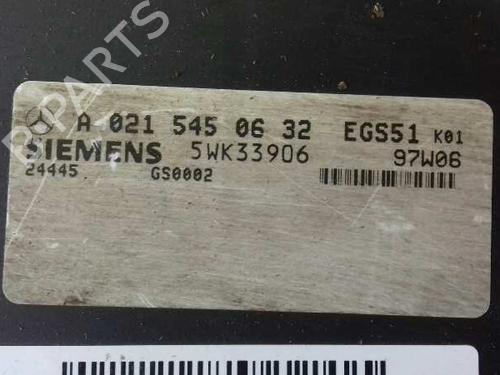 A 021 545 06 32 EGS51 K01
SIEMENS 5WK33906 97W06
24445 GS0002
B-PARTS